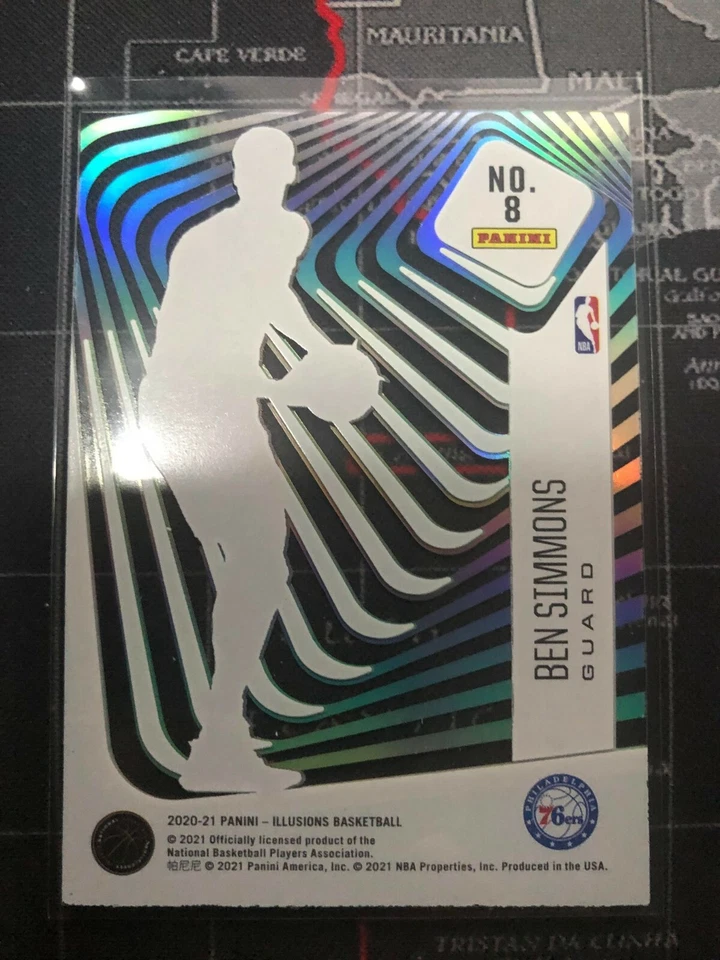 CAPE VERDE
MAURITANIA
MALI
SENEGAL
NO.
8
PANINI
NBA
BEN SIMMONS
GUARD
PHILADELPHIA
76ers
2020-21 PANINI – ILLUSIONS BASKETBALL
© 2021 Officially licensed product of the
National Basketball Players Association.
帕尼尼 © 2021 Panini America, Inc. © 2021 NBA Properties, Inc. Produced in the USA.
TRISTAN DA CUNHA